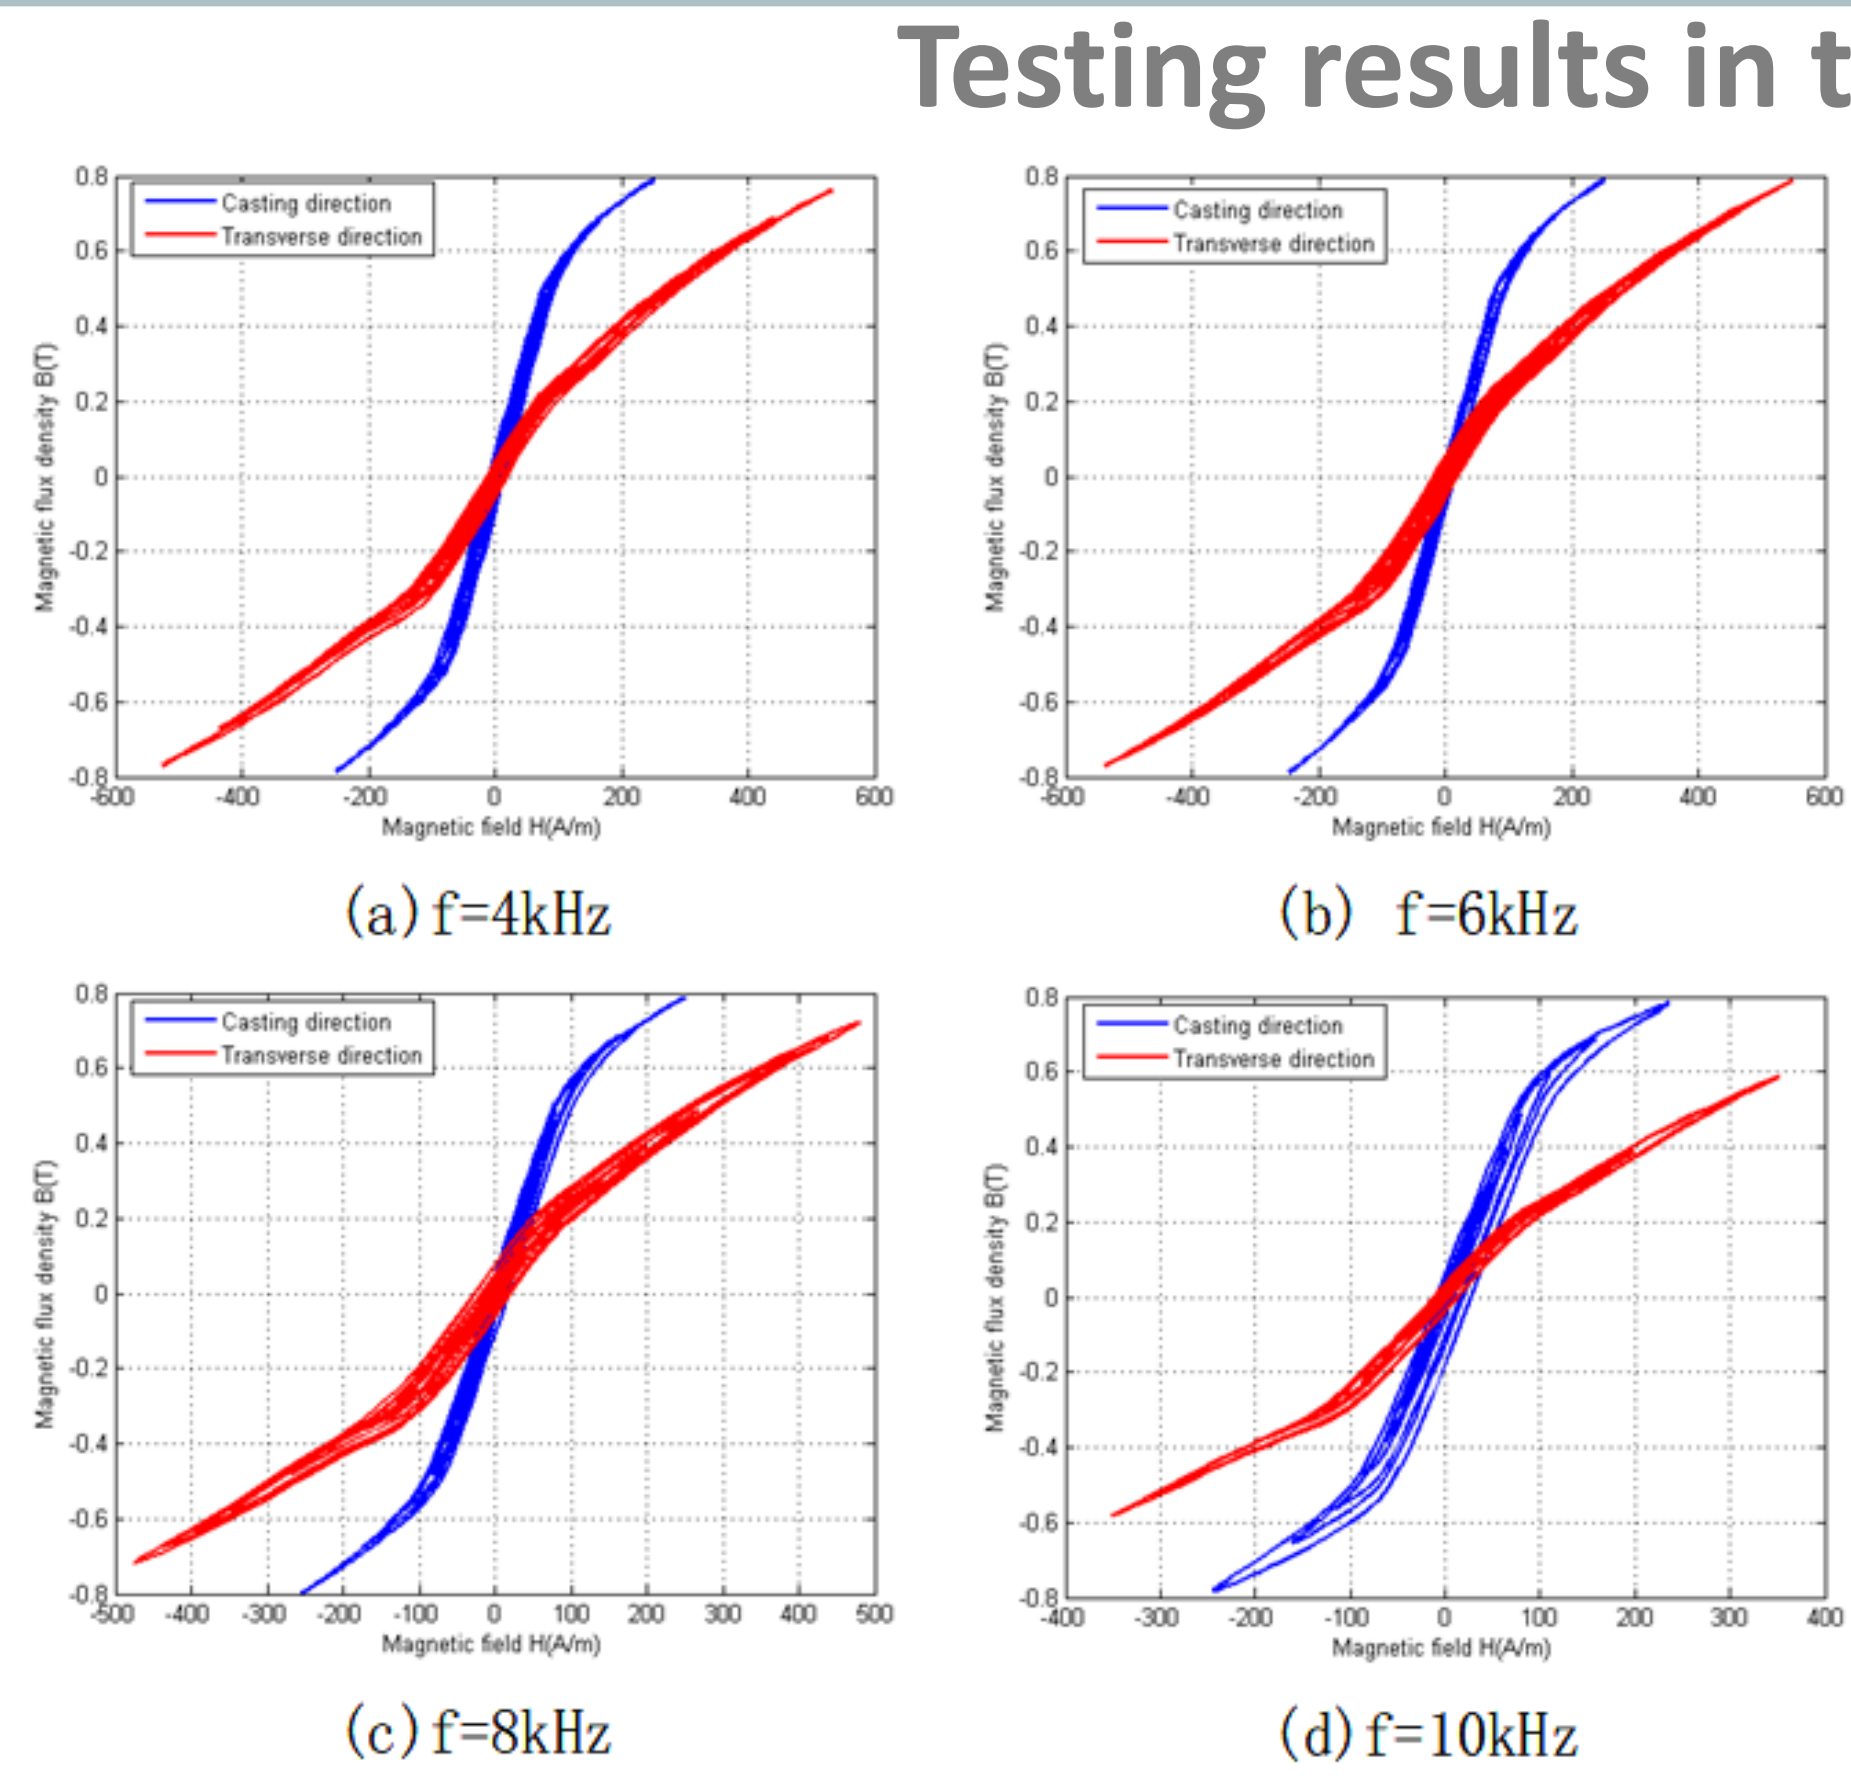 Testing results in t
0.8
0.6
0.4
0.2
0
-0.2
-0.4
-0.6
-0.8
Magnetic flux density B(T)
Casting direction
Transverse direction
-600 -400 -200 0 200 400 600
Magnetic field H(A/m)
(a) f=4kHz
0.8
0.6
0.4
0.2
0
-0.2
-0.4
-0.6
-0.8
Magnetic flux density B(T)
Casting direction
Transverse direction
-600 -400 -200 0 200 400 600
Magnetic field H(A/m)
(b) f=6kHz
0.8
0.6
0.4
0.2
0
-0.2
-0.4
-0.6
-0.8
Magnetic flux density B(T)
Casting direction
Transverse direction
-500 -400 -300 -200 -100 0 100 200 300 400 500
Magnetic field H(A/m)
(c) f=8kHz
0.8
0.6
0.4
0.2
0
-0.2
-0.4
-0.6
-0.8
Magnetic flux density B(T)
Casting direction
Transverse direction
-400 -300 -200 -100 0 100 200 300 400
Magnetic field H(A/m)
(d) f=10kHz